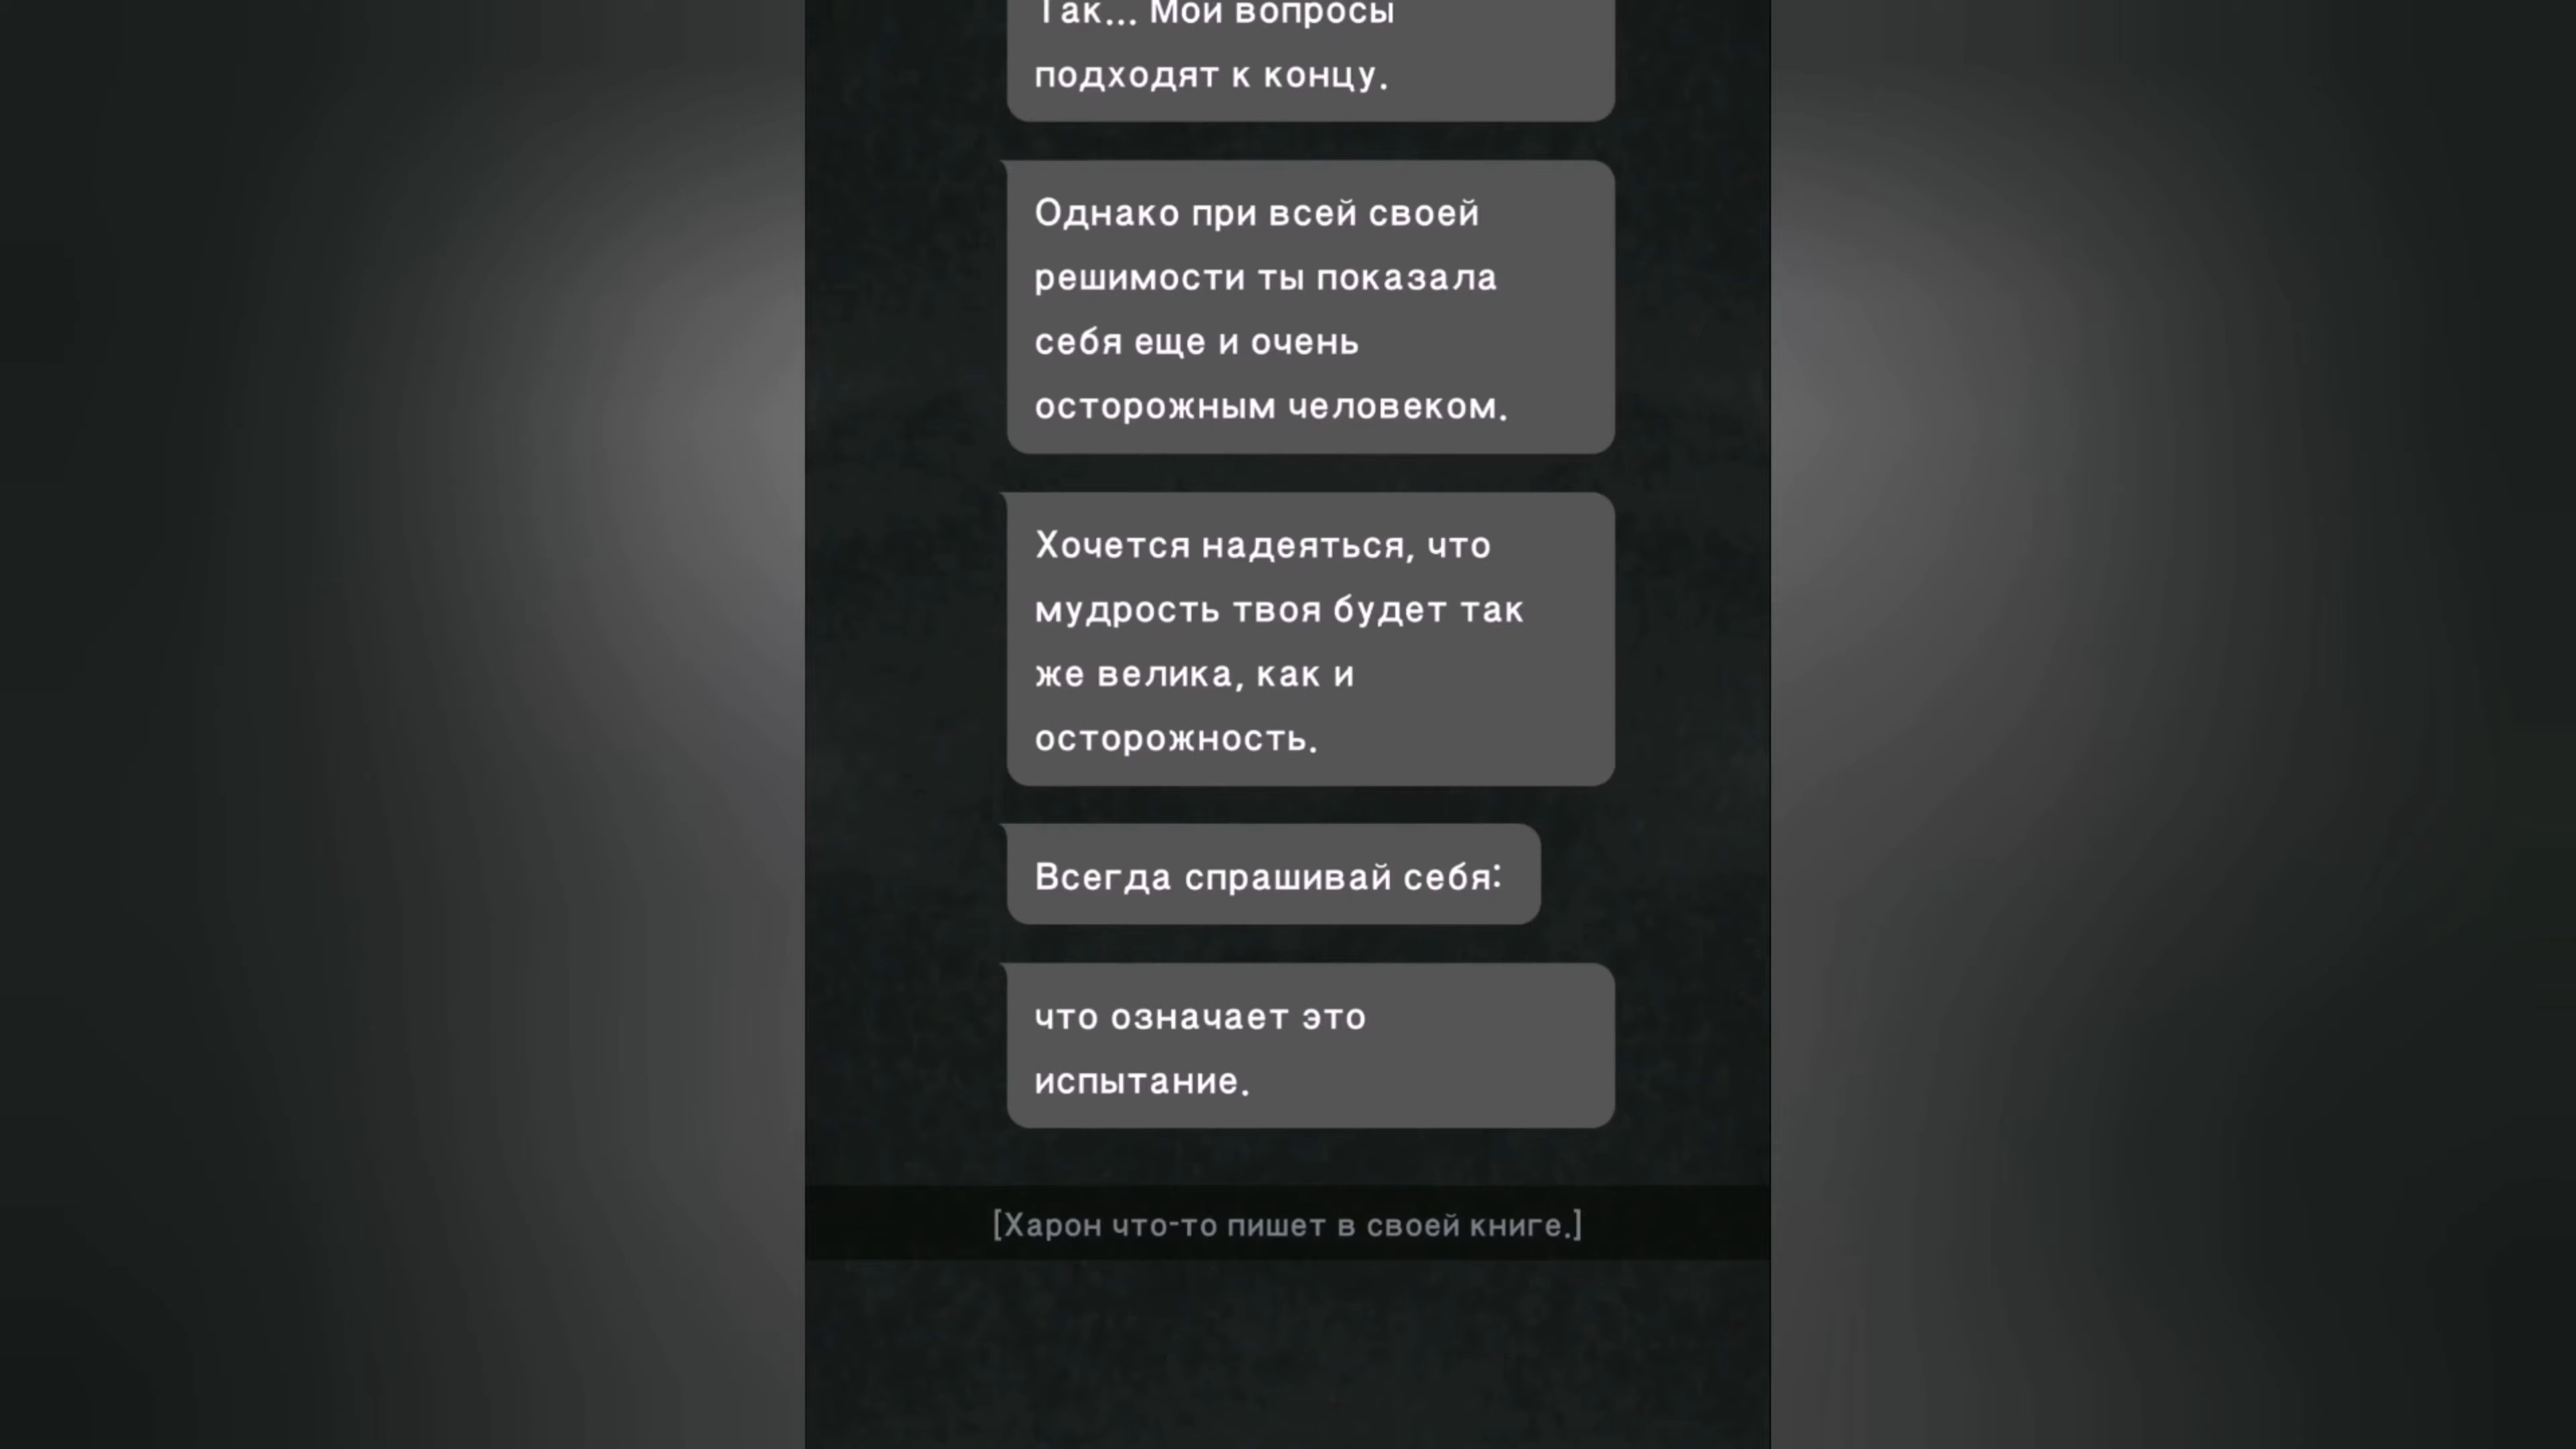 Так... Мои вопросы
подходят к концу.
Однако при всей своей
решимости ты показала
себя еще и очень
осторожным человеком.
Хочется надеяться, что
мудрость твоя будет так
же велика, как и
осторожность.
Всегда спрашивай себя:
что означает это
испытание.
[Харон что-то пишет в своей книге.]